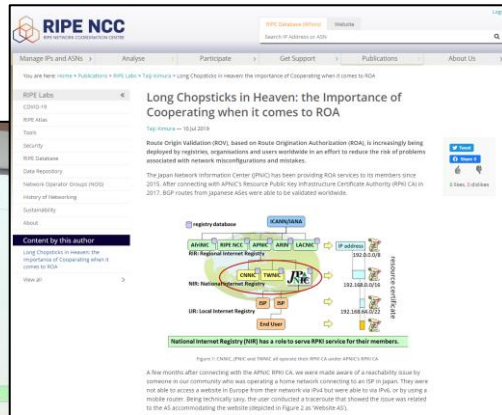 Log
RIPE NCC
RIPE NETWORK COORDINATION CENTRE
RIPE Database (Whois)
Website
Search IP Address or ASN
Manage IPs and ASNs >
Analyse >
Participate >
Get Support >
Publications >
About Us >
You are here: Home > Publications > RIPE Labs > Taiji Kimura > Long Chopsticks in Heaven: the Importance of Cooperating when it comes to ROA
RIPE Labs
COVID-19
RIPE Atlas
Tools
Security
RIPE Database
Data Repository
Network Operator Groups (NOG)
History of Networking
Sustainability
About
Content by this author
Long Chopsticks in Heaven: the
Importance of Cooperating when it
comes to ROA
View all >
Long Chopsticks in Heaven: the Importance of
Cooperating when it comes to ROA
Taiji Kimura — 10 Jul 2019
Route Origin Validation (ROV), based on Route Origination Authorization (ROA), is increasingly being
deployed by registries, organisations and users worldwide in an effort to reduce the risk of problems
associated with network misconfigurations and mistakes.
The Japan Network Information Center (JPNIC) has been providing ROA services to its members since
2015. After connecting with APNIC's Resource Public Key Infrastructure Certificate Authority (RPKI CA) in
2017, BGP routes from Japanese ASes were able to be validated worldwide.
Tweet
Share
registry database
ICANN/IANA
AfriNIC
RIPE NCC
APNIC
ARIN
LACNIC
RIR: Regional Internet Registry
IP address
192.0.0.0/8
CNNIC
TWNIC
JPNIC
NIR: National Internet Registry
192.168.0.0/16
ISP
ISP
LIR: Local Internet Registry
192.168.64.0/22
End User
resource certificate
National Internet Registry (NIR) has a role to serve RPKI service for their members.
Figure 1: CNNIC, JPNIC and TWNIC all operate their RPKI CA under APNIC's RPKI CA
A few months after connecting with the APNIC RPKI CA, we were made aware of a reachability issue by
someone in our community who was operating a home network connecting to an ISP in Japan. They were
not able to access a website in Europe from their network via IPv4 but were able to via IPv6, or by using a
mobile router. Being technically savvy, the user conducted a traceroute that showed the issue was related
to the AS accommodating the website (depicted in Figure 2 as 'Website AS').